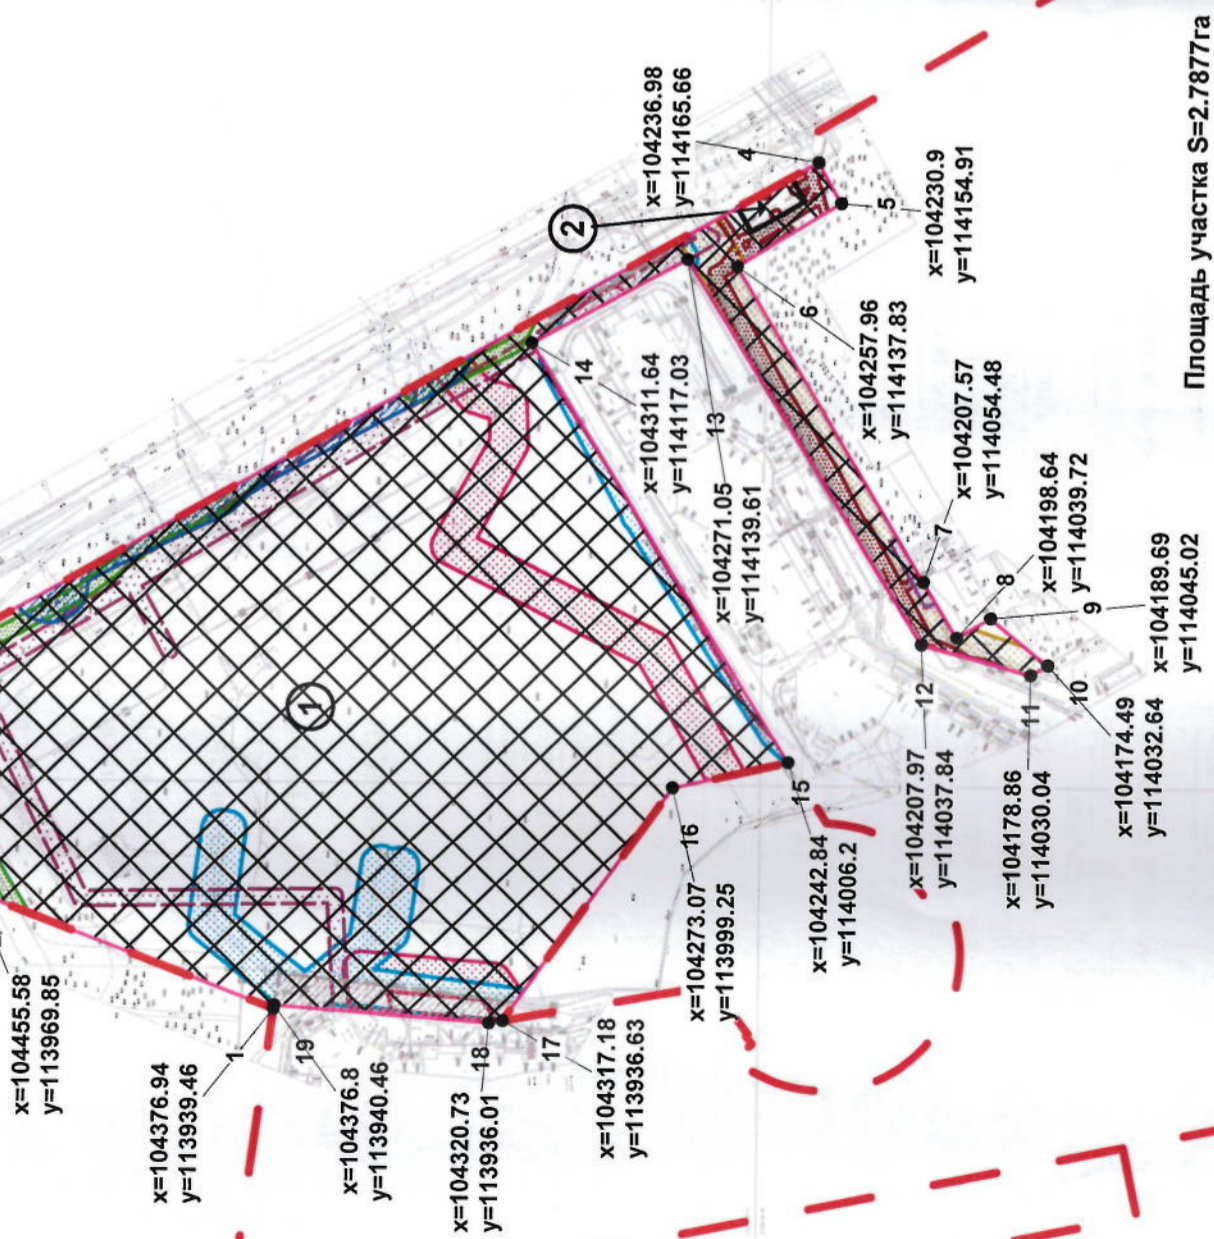 x=104455.58
y=113969.85
x=104376.94
y=113939.46
1
19
x=104376.8
y=113940.46
x=104320.73
y=113936.01
18
17
x=104317.18
y=113936.63
16
x=104273.07
y=113999.25
15
x=104242.84
y=114006.2
1
2
x=104236.98
y=114165.66
4
5
x=104230.9
y=114154.91
6
x=104257.96
y=114137.83
14
x=104311.64
y=114117.03
13
x=104271.05
y=114139.61
7
x=104207.57
y=114054.48
8
x=104198.64
y=114039.72
9
x=104189.69
y=114045.02
10
x=104174.49
y=114032.64
11
x=104178.86
y=114030.04
12
x=104207.97
y=114037.84
Площадь участка S=2.7877га